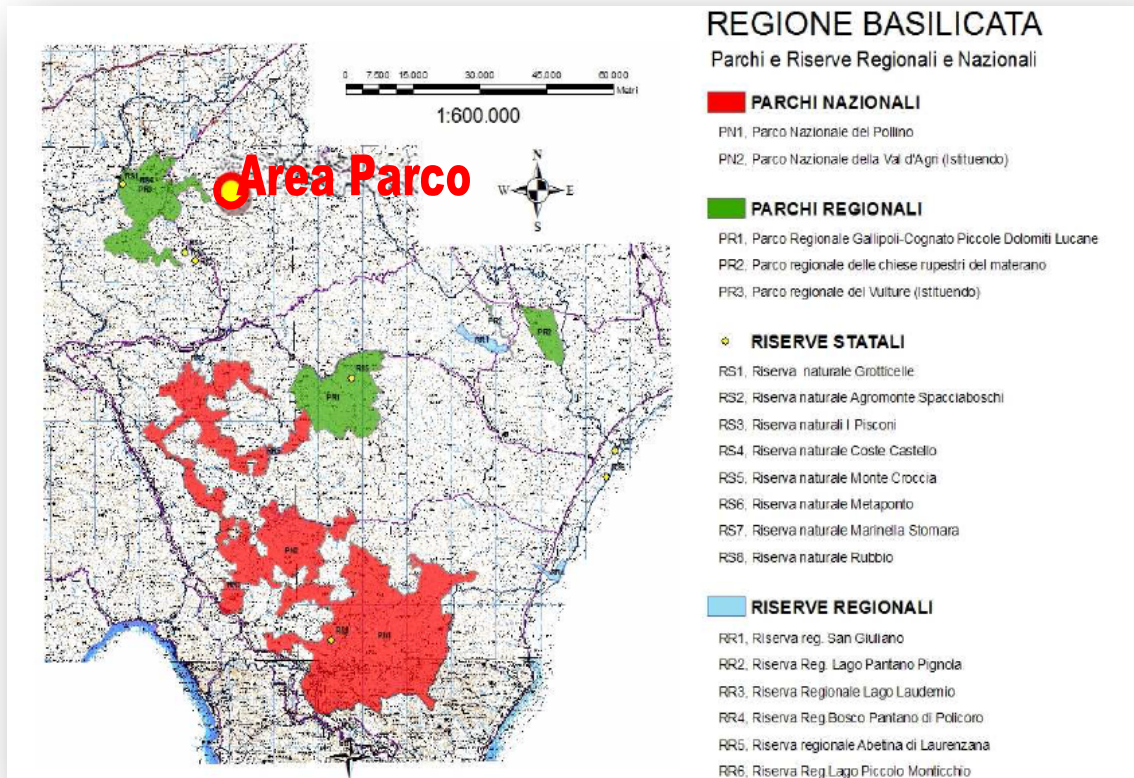 REGIONE BASILICATA
Parchi e Riserve Regionali e Nazionali
0 7.500 15.000 30.000 45.000 60.000
Metri
1:600.000
N
W E
S
Area Parco
PARCHI NAZIONALI
PN1, Parco Nazionale del Pollino
PN2, Parco Nazionale della Val d'Agri (Istituendo)
PARCHI REGIONALI
PR1, Parco Regionale Gallipoli-Cognato Piccole Dolomiti Lucane
PR2, Parco regionale delle chiese rupestri del materano
PR3, Parco regionale del Vulture (Istituendo)
RISERVE STATALI
RS1, Riserva naturale Grotticelle
RS2, Riserva naturale Agromonte Spacciaboschi
RS3, Riserva naturali I Pisconi
RS4, Riserva naturale Coste Castello
RS5, Riserva naturale Monte Croccia
RS6, Riserva naturale Metaponto
RS7, Riserva naturale Marinella Stornara
RS8, Riserva naturale Rubbio
RISERVE REGIONALI
RR1, Riserva reg. San Giuliano
RR2, Riserva Reg. Lago Pantano Pignola
RR3, Riserva Regionale Lago Laudemio
RR4, Riserva Reg.Bosco Pantano di Policoro
RR5, Riserva regionale Abetina di Laurenzana
RR6, Riserva Reg.Lago Piccolo Monticchio
PR2
PR1
PN2
PN1